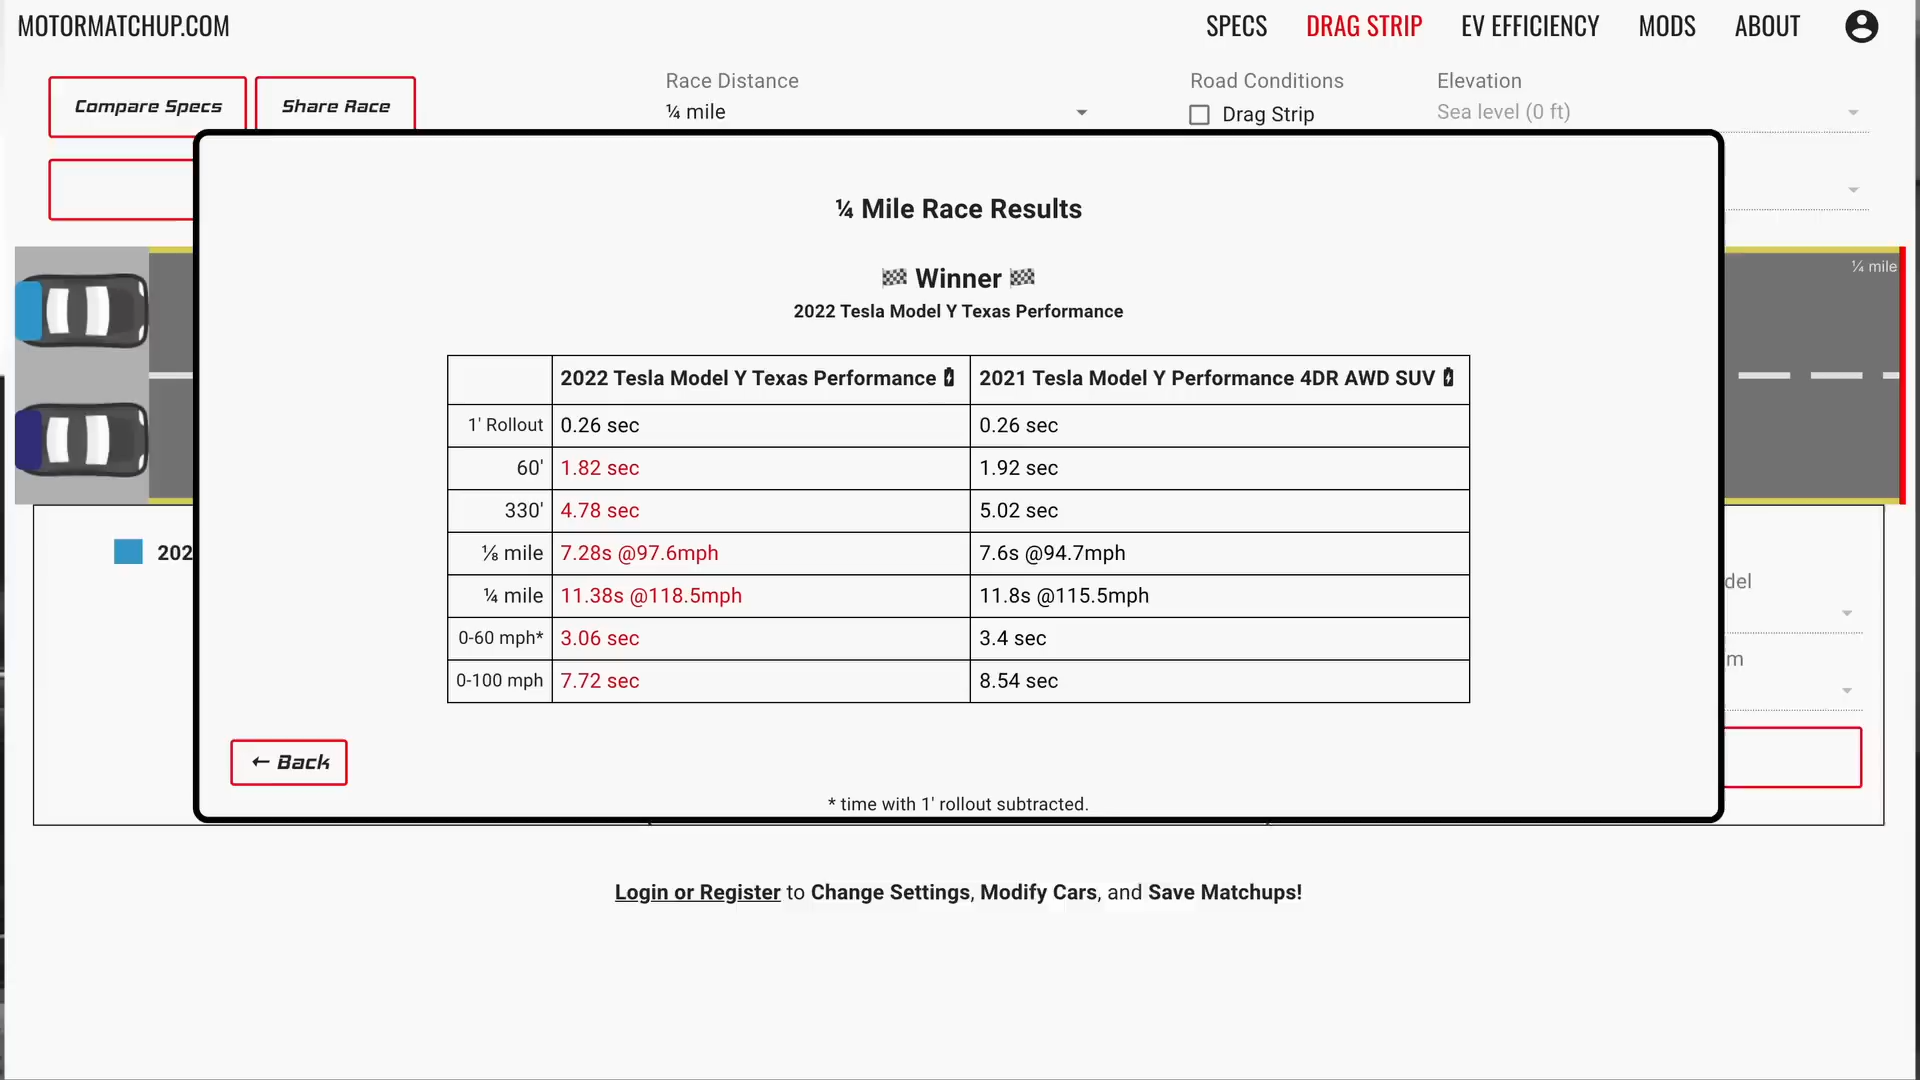 MOTORMATCHUP.COM
SPECS
DRAG STRIP
EV EFFICIENCY
MODS
ABOUT
Compare Specs
Share Race
Race Distance
¼ mile
Road Conditions
Drag Strip
Elevation
Sea level (0 ft)
¼ Mile Race Results
Winner
2022 Tesla Model Y Texas Performance
2022 Tesla Model Y Texas Performance
2021 Tesla Model Y Performance 4DR AWD SUV
1' Rollout 0.26 sec 0.26 sec
60' 1.82 sec 1.92 sec
330' 4.78 sec 5.02 sec
⅛ mile 7.28s @97.6mph 7.6s @94.7mph
¼ mile 11.38s @118.5mph 11.8s @115.5mph
0-60 mph* 3.06 sec 3.4 sec
0-100 mph 7.72 sec 8.54 sec
← Back
* time with 1' rollout subtracted.
¼ mile
202
del
m
Login or Register to Change Settings, Modify Cars, and Save Matchups!